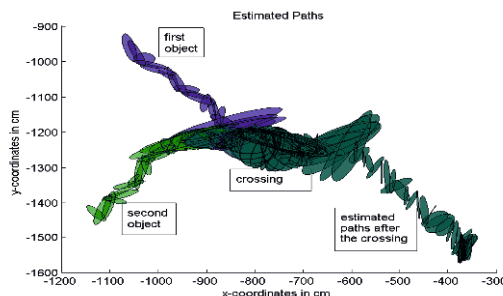 Estimated Paths
-900
-1000
-1100
-1200
-1300
-1400
-1500
-1600
y-coordinates in cm
first
object
second
object
crossing
estimated
paths after
the crossing
-1200 -1100 -1000 -900 -800 -700 -600 -500 -400 -300
x-coordinates in cm